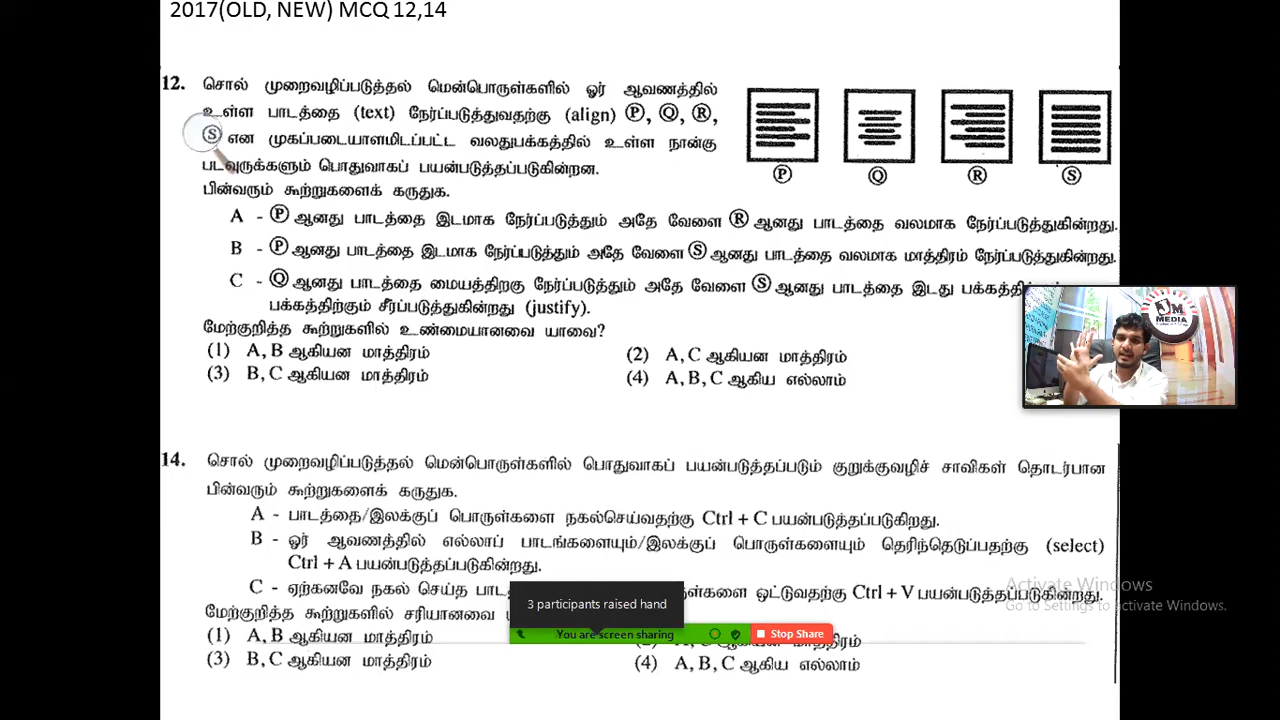 2017(OLD, NEW) MCQ 12,14
12. சொல் முறைவழிப்படுத்தல் மென்பொருள்களில் ஓர் ஆவணத்தில்
உள்ள பாடத்தை (text) நேர்ப்படுத்துவதற்கு (align) Ⓟ, Ⓠ, Ⓡ,
Ⓢ என முகப்படையாளமிடப்பட்ட வலதுபக்கத்தில் உள்ள நான்கு
படவுருக்களும் பொதுவாகப் பயன்படுத்தப்படுகின்றன.
Ⓟ Ⓠ Ⓡ Ⓢ
பின்வரும் கூற்றுகளைக் கருதுக.
A - Ⓟ ஆனது பாடத்தை இடமாக நேர்ப்படுத்தும் அதே வேளை Ⓡ ஆனது பாடத்தை வலமாக நேர்ப்படுத்துகின்றது.
B - Ⓟ ஆனது பாடத்தை இடமாக நேர்ப்படுத்தும் அதே வேளை Ⓢ ஆனது பாடத்தை வலமாக மாத்திரம் நேர்ப்படுத்துகின்றது.
C - Ⓠ ஆனது பாடத்தை மையத்திறகு நேர்ப்படுத்தும் அதே வேளை Ⓢ ஆனது பாடத்தை இடது
பக்கத்திற்கும் சீர்ப்படுத்துகின்றது (justify).
மேற்குறித்த கூற்றுகளில் உண்மையானவை யாவை?
(1) A, B ஆகியன மாத்திரம் (2) A, C ஆகியன மாத்திரம்
(3) B, C ஆகியன மாத்திரம் (4) A, B, C ஆகிய எல்லாம்
JM
MEDIA
14. சொல் முறைவழிப்படுத்தல் மென்பொருள்களில் பொதுவாகப் பயன்படுத்தப்படும் குறுக்குவழிச் சாவிகள் தொடர்பான
பின்வரும் கூற்றுகளைக் கருதுக.
A - பாடத்தை/இலக்குப் பொருள்களை நகல்செய்வதற்கு Ctrl + C பயன்படுத்தப்படுகிறது.
B - ஓர் ஆவணத்தில் எல்லாப் பாடங்களையும்/இலக்குப் பொருள்களையும் தெரிந்தெடுப்பதற்கு (select)
Ctrl + A பயன்படுத்தப்படுகின்றது.
C - ஏற்கனவே நகல் செய்த ஒட்டுவதற்கு Ctrl + V பயன்படுத்தப்படுகின்றது.
மேற்குறித்த கூற்றுகளில் சரியானவை
(1) A, B ஆகியன மாத்திரம்
(3) B, C ஆகியன மாத்திரம் (4) A, B, C ஆகிய எல்லாம்
3 participants raised hand
You are screen sharing Stop Share
Activate Windows
Go to Settings to activate Windows.